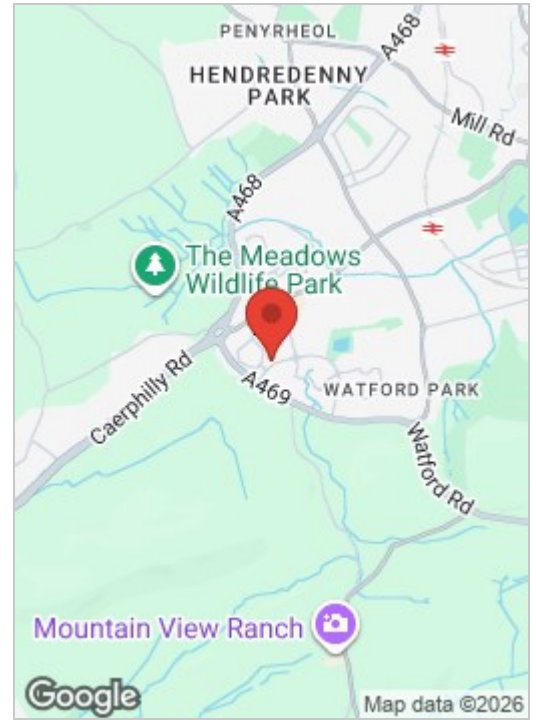 PENYRHEOL
A468
HENDREDENNY
PARK
Mill Rd
A468
The Meadows
Wildlife Park
Caerphilly Rd
A469
WATFORD PARK
Watford Rd
Mountain View Ranch
Google
Map data ©2026